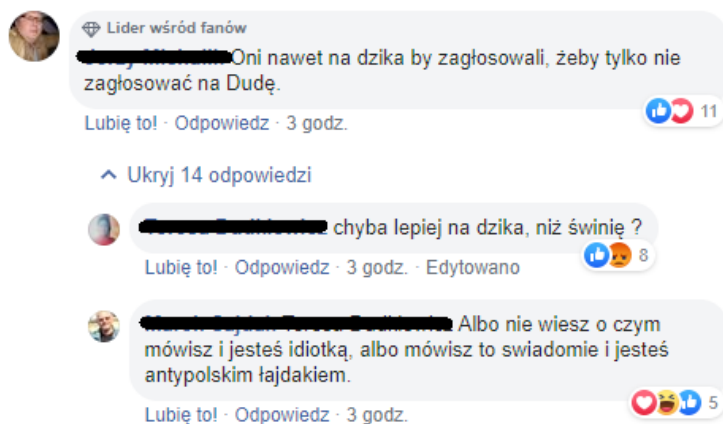 Lider wśród fanów
Oni nawet na dzika by zagłosowali, żeby tylko nie
zagłosować na Dudę.
11
Lubię to! · Odpowiedz · 3 godz.
Ukryj 14 odpowiedzi
chyba lepiej na dzika, niż świnię ?
8
Lubię to! · Odpowiedz · 3 godz. · Edytowano
Albo nie wiesz o czym
mówisz i jesteś idiotką, albo mówisz to swiadomie i jesteś
antypolskim łajdakiem.
5
Lubię to! · Odpowiedz · 3 godz.